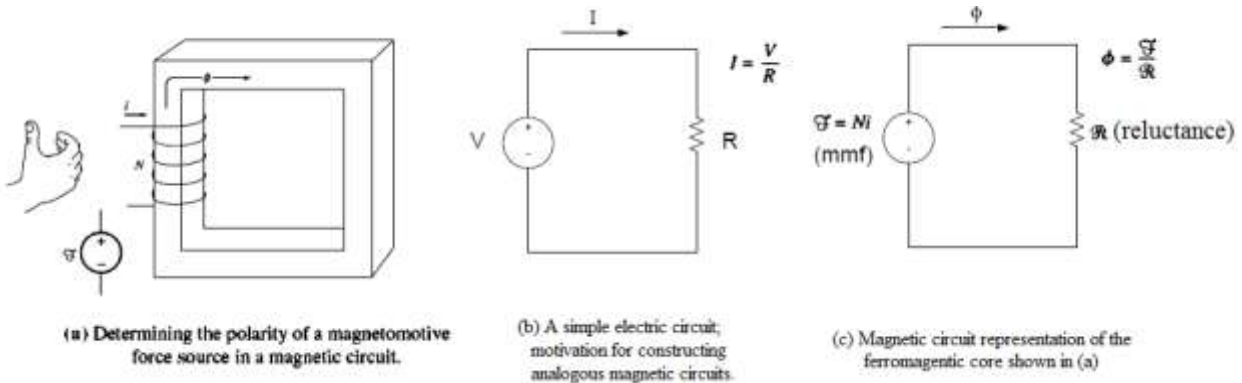 ϕ
i
N
ℱ
+
−
(a) Determining the polarity of a magnetomotive
force source in a magnetic circuit.
I
I = V/R
V
+
-
R
(b) A simple electric circuit;
motivation for constructing
analogous magnetic circuits.
ϕ
ϕ = ℱ/ℛ
ℱ = Ni
(mmf)
+
-
ℛ (reluctance)
(c) Magnetic circuit representation of the
ferromagentic core shown in (a)